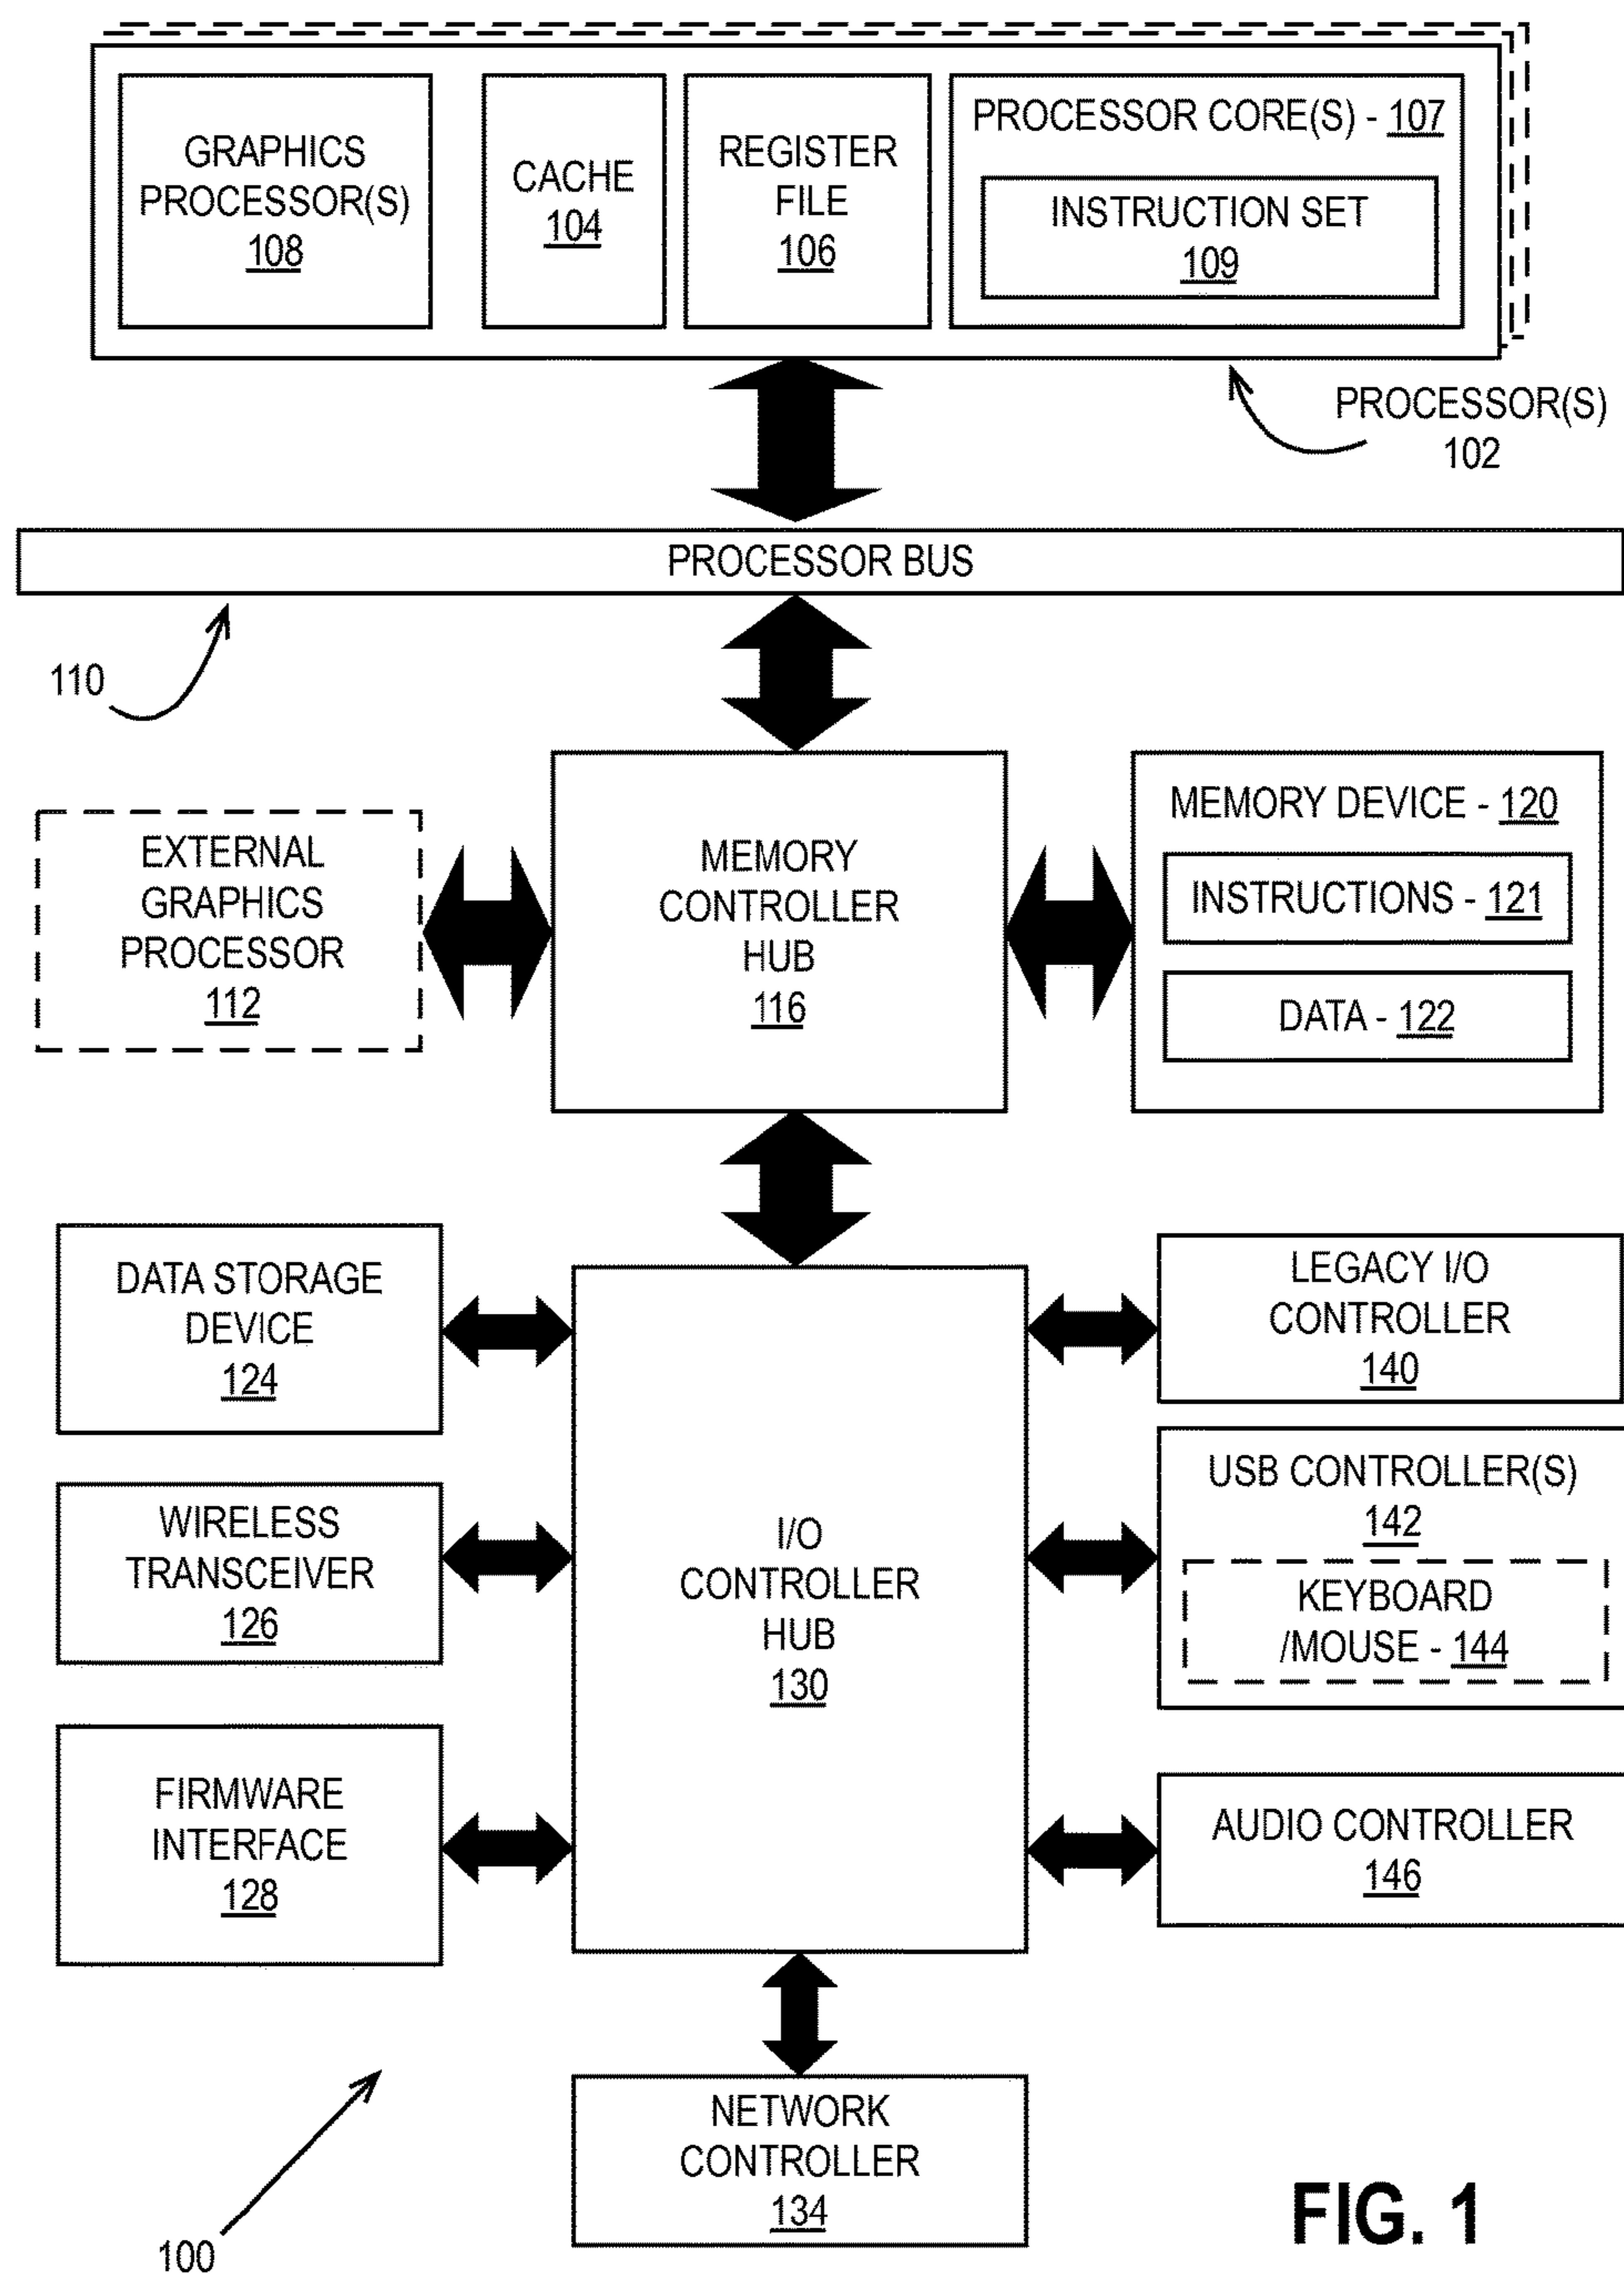 GRAPHICS
PROCESSOR(S)
108
CACHE
104
REGISTER
FILE
106
PROCESSOR CORE(S) - 107
INSTRUCTION SET
109
PROCESSOR(S)
102
PROCESSOR BUS
110
EXTERNAL
GRAPHICS
PROCESSOR
112
MEMORY
CONTROLLER
HUB
116
MEMORY DEVICE - 120
INSTRUCTIONS - 121
DATA - 122
DATA STORAGE
DEVICE
124
WIRELESS
TRANSCEIVER
126
FIRMWARE
INTERFACE
128
I/O
CONTROLLER
HUB
130
LEGACY I/O
CONTROLLER
140
USB CONTROLLER(S)
142
KEYBOARD
/MOUSE - 144
AUDIO CONTROLLER
146
NETWORK
CONTROLLER
134
100
FIG. 1